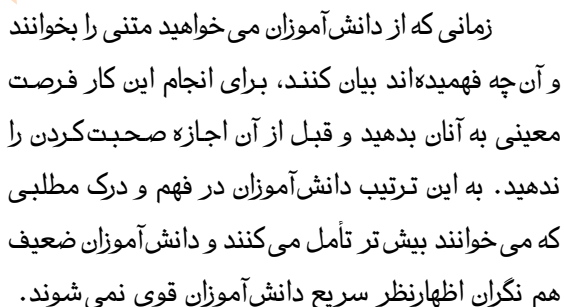 زمانی که از دانش‌آموزان می‌خواهید متنی را بخوانند
و آن‌چه فهمیده‌اند بیان کنند، برای انجام این کار فرصت
معینی به آنان بدهید و قبل از آن اجازه صحبت‌کردن را
ندهید. به این ترتیب دانش‌آموزان در فهم و درک مطلبی
که می‌خوانند بیش‌تر تأمل می‌کنند و دانش‌آموزان ضعیف
هم نگران اظهارنظر سریع دانش‌آموزان قوی نمی‌شوند.